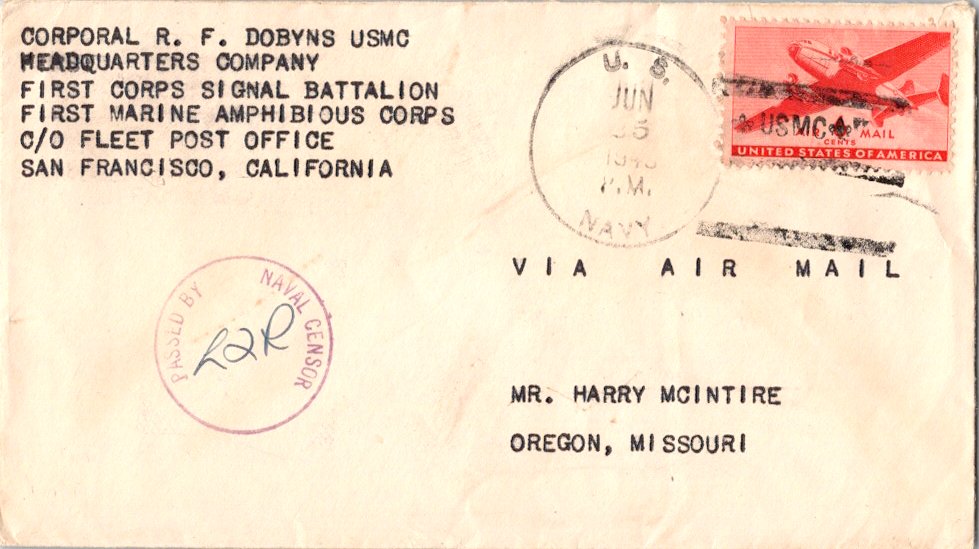 CORPORAL R. F. DOBYNS USMC
HEADQUARTERS COMPANY
FIRST CORPS SIGNAL BATTALION
FIRST MARINE AMPHIBIOUS CORPS
C/O FLEET POST OFFICE
SAN FRANCISCO, CALIFORNIA
U. S.
JUN
P.M.
NAVY
USMC
MAIL
CENTS
UNITED STATES OF AMERICA
VIA AIR MAIL
PASSED BY NAVAL CENSOR
MR. HARRY MCINTIRE
OREGON, MISSOURI